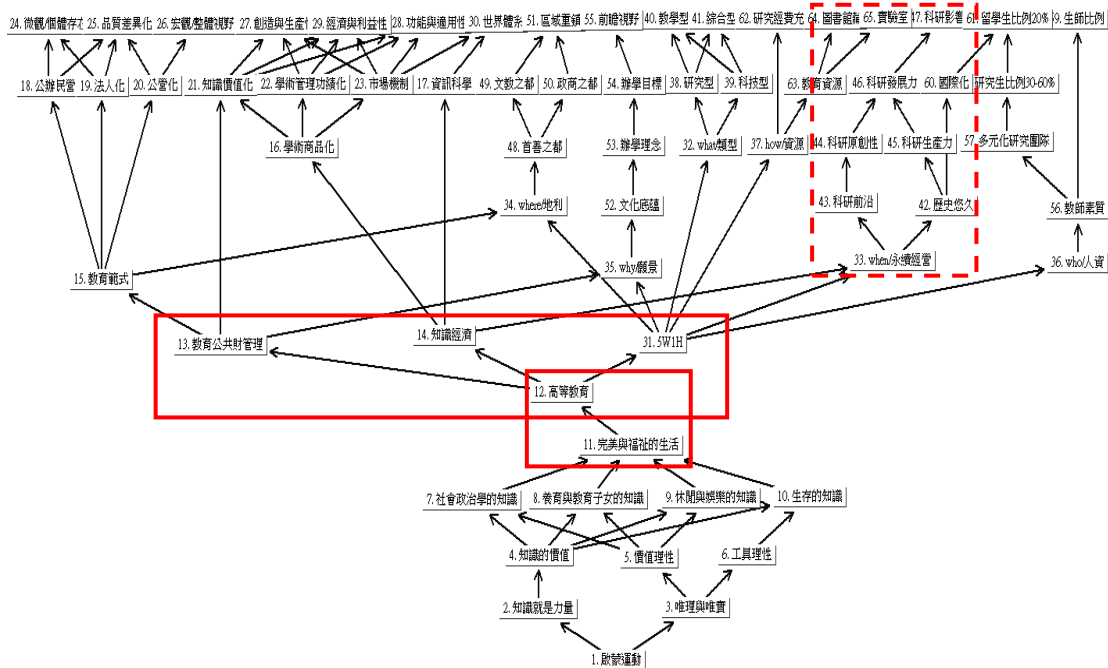 24. 微觀/個體存
25. 品質差異化
26. 宏觀/整體視野
27. 創造與生產
29. 經濟與利益性
28. 功能與適用性
30. 世界體系
51. 區域重鎮
55. 前瞻視野
40. 教學型
41. 綜合型
62. 研究經費充
64. 圖書館
65. 實驗室
47. 科研影響
61. 留學生比例20%
9. 生師比例
18. 公辦民營
19. 法人化
20. 公營化
21. 知識價值化
22. 學術管理功績化
23. 市場機制
17. 資訊科學
49. 文教之都
50. 政商之都
54. 辦學目標
38. 研究型
39. 科技型
63. 教育資源
46. 科研發展力
60. 國際化
研究生比例30-60%
16. 學術商品化
48. 首善之都
53. 辦學理念
32. what/類型
37. how/資源
44. 科研原創性
45. 科研生產力
57. 多元化研究團隊
34. where/地利
52. 文化底蘊
43. 科研前沿
42. 歷史悠久
56. 教師素質
15. 教育範式
35. why/願景
33. when/永續經營
36. who/人資
13. 教育公共財管理
14. 知識經濟
31. 5W1H
12. 高等教育
11. 完美與福祉的生活
7. 社會政治學的知識
8. 養育與教育子女的知識
9. 休閒與娛樂的知識
10. 生存的知識
4. 知識的價值
5. 價值理性
6. 工具理性
2. 知識就是力量
3. 唯理與唯實
1. 啟蒙運動